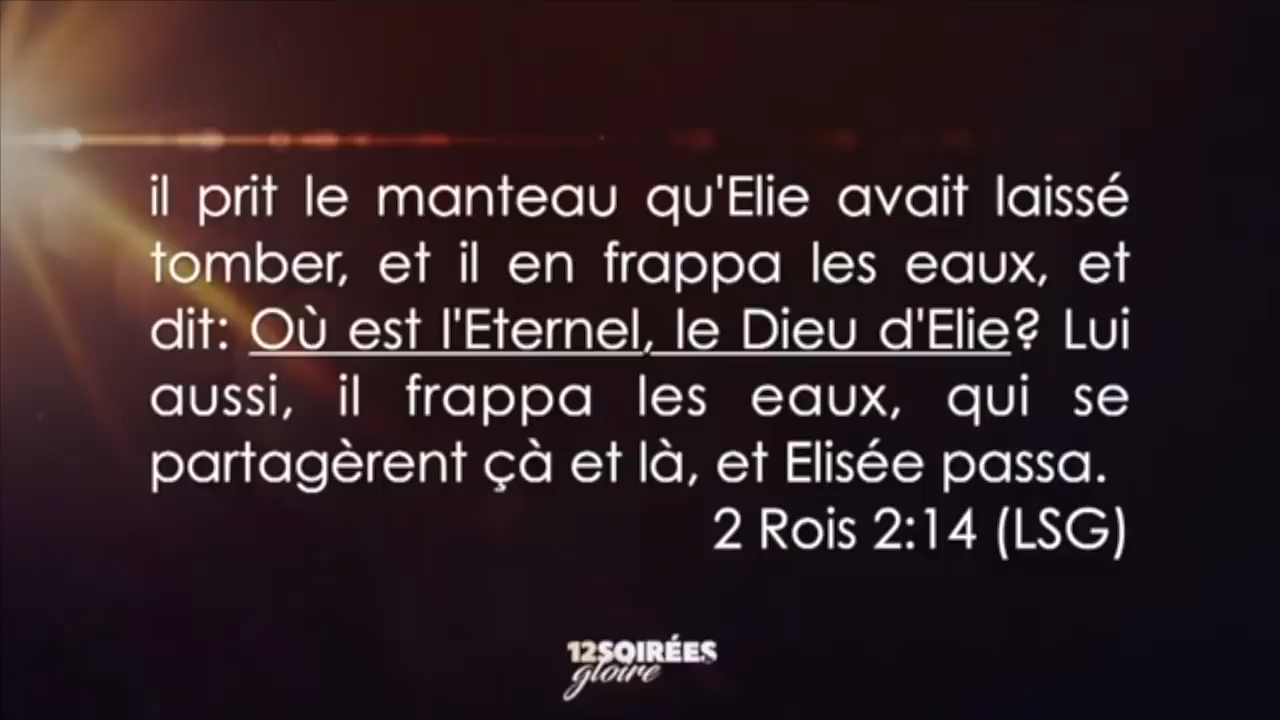 il prit le manteau qu'Elie avait laissé
tomber, et il en frappa les eaux, et
dit: Où est l'Eternel, le Dieu d'Elie? Lui
aussi, il frappa les eaux, qui se
partagèrent çà et là, et Elisée passa.
2 Rois 2:14 (LSG)
12SOIRÉES
gloire